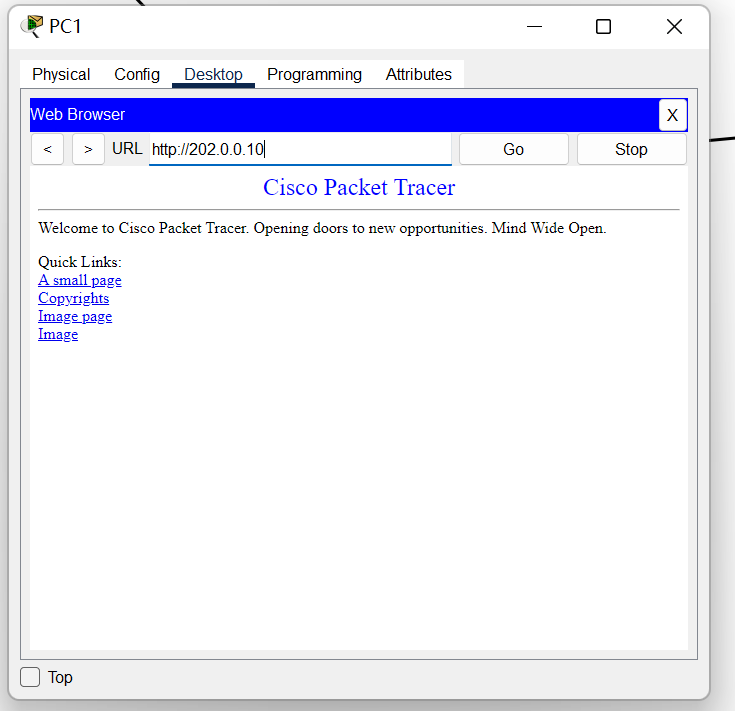 PC1
Physical Config Desktop Programming Attributes
Web Browser X
< > URL http://202.0.0.10 Go Stop
Cisco Packet Tracer
Welcome to Cisco Packet Tracer. Opening doors to new opportunities. Mind Wide Open.
Quick Links:
A small page
Copyrights
Image page
Image
Top